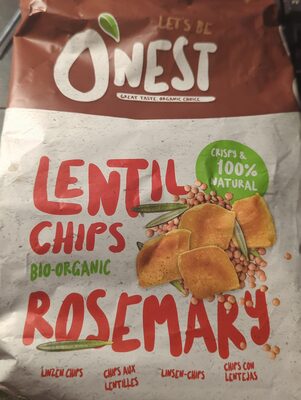 LET'S BE
O'NEST
GREAT TASTE. ORGANIC CHOICE
CRISPY &
100%
NATURAL
LENTIL
CHIPS
BIO-ORGANIC
ROSEMARY
LINZEN CHIPS
CHIPS AUX
LENTILLES
LINSEN-CHIPS
CHIPS CON
LENTEJAS